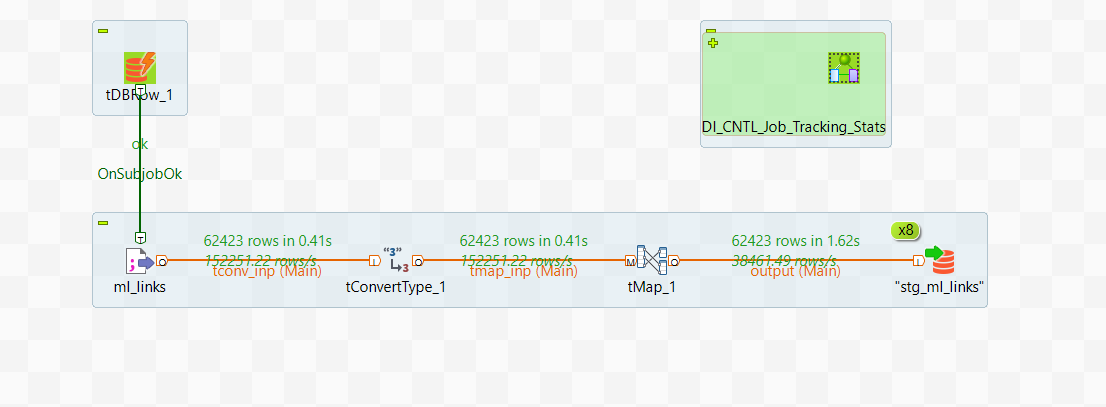 tDBRow_1
DI_CNTL_Job_Tracking_Stats
ok
OnSubjobOk
62423 rows in 0.41s
152251.22 rows/s
tconv_inp (Main)
62423 rows in 0.41s
152251.22 rows/s
tmap_inp (Main)
62423 rows in 1.62s
38461.49 rows/s
output (Main)
x8
"3"
3
ml_links
tConvertType_1
tMap_1
"stg_ml_links"